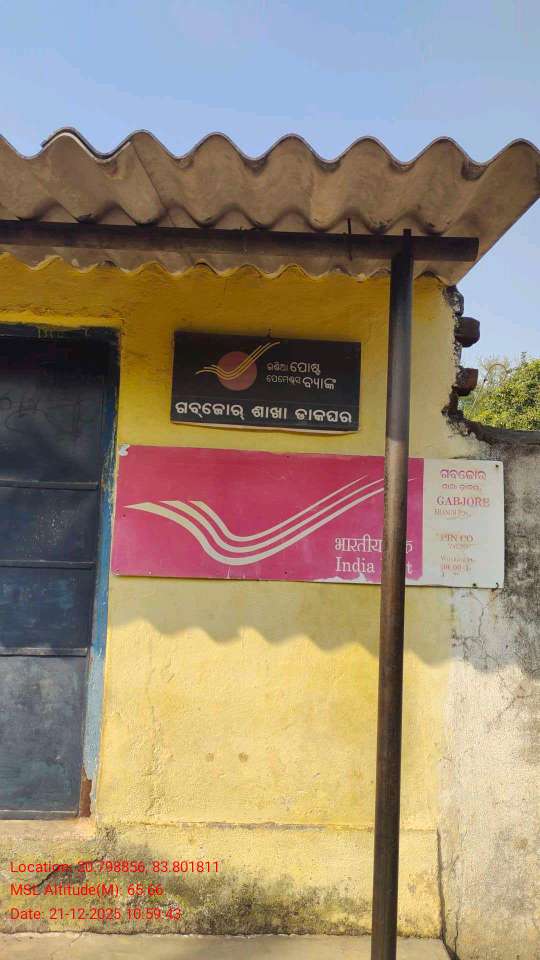 ଇଣ୍ଡିଆ ପୋଷ୍ଟ
ପେମେଣ୍ଟସ ବ୍ୟାଙ୍କ
ଗବ୍‌ଜୋର୍ ଶାଖା ଡାକଘର
ଗବଜୋର
ଶାଖା ଡାକଘର
GABJORE
भारतीय
India
PIN CO
Location: 20.798856, 83.801811
MSL Altitude(M): 65.66
Date: 21-12-2025 10:59:43